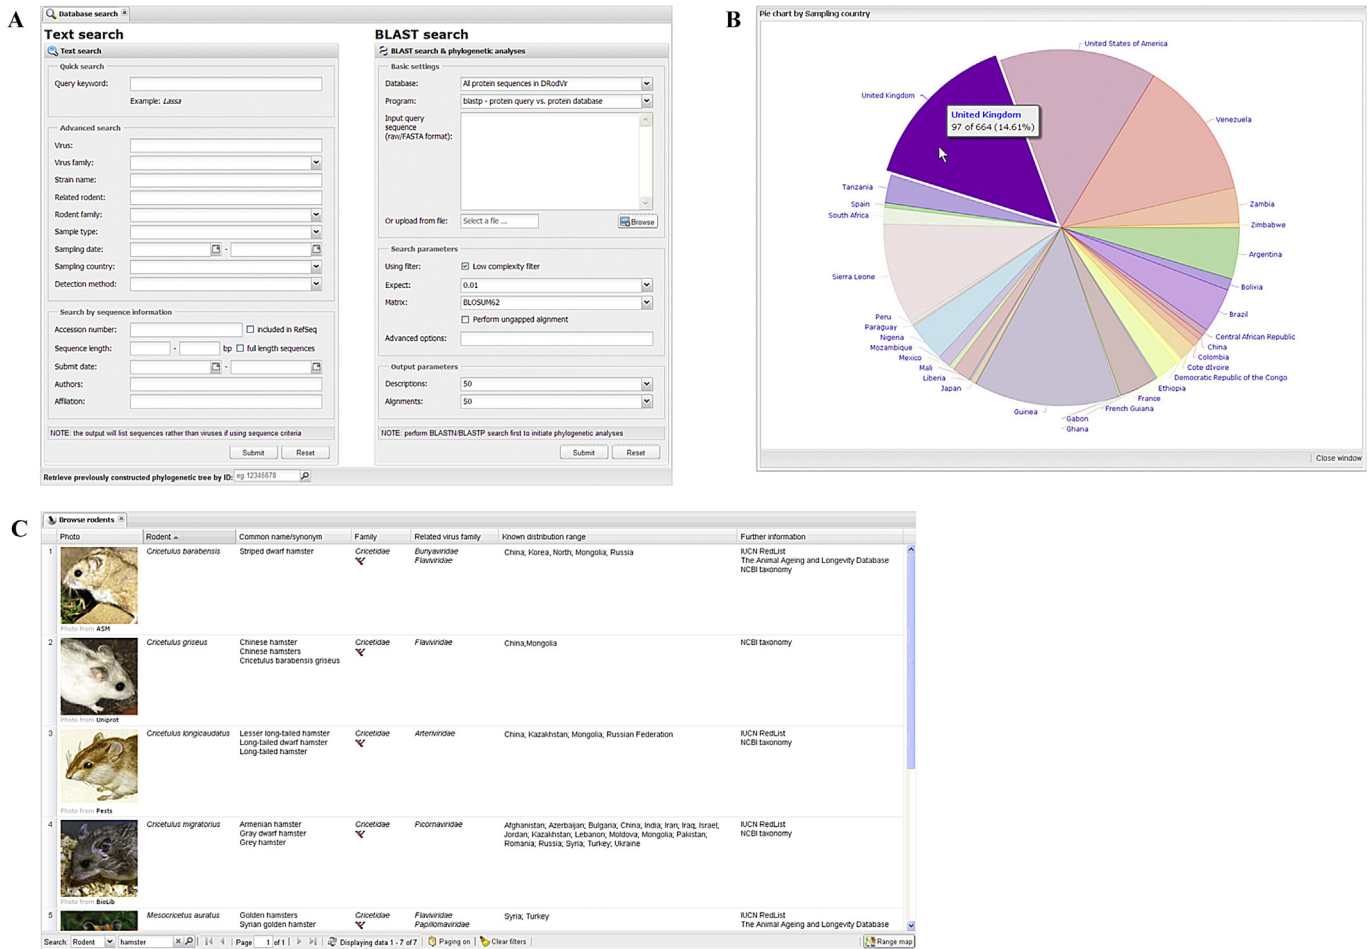 A
Database search
Text search
Text search
Quick search
Query keyword:
Example: Lassa
Advanced search
Virus:
Virus family:
Strain name:
Related rodent:
Rodent family:
Sample type:
Sampling date: -
Sampling country:
Detection method:
Search by sequence information
Accession number: included in RefSeq
Sequence length: - bp full length sequences
Submit date: -
Authors:
Affilation:
NOTE: the output will list sequences rather than viruses if using sequence criteria
Submit Reset
BLAST search
BLAST search & phylogenetic analyses
Basic settings
Database: All protein sequences in DRodVir
Program: blastp - protein query vs. protein database
Input query
sequence
(raw/FASTA format):
Or upload from file: Select a file ... Browse
Search parameters
Using filter: Low complexity filter
Expect: 0.01
Matrix: BLOSUM62
Perform ungapped alignment
Advanced options:
Output parameters
Descriptions: 50
Alignments: 50
NOTE: perform BLASTN/BLASTP search first to initiate phylogenetic analyses
Submit Reset
Retrieve previously constructed phylogenetic tree by ID: eg:12345678
B
Pie chart by Sampling country
United States of America
United Kingdom
United Kingdom
97 of 664 (14.61%)
Venezuela
Tanzania
Spain
South Africa
Zambia
Zimbabwe
Argentina
Sierra Leone
Bolivia
Brazil
Peru
Paraguay
Nigeria
Mozambique
Mexico
Mali
Liberia
Japan
Central African Republic
China
Colombia
Cote dIvoire
Democratic Republic of the Congo
Ethiopia
France
French Guiana
Guinea
Gabon
Ghana
Close window
C
Browse rodents
Photo Rodent Common name/synonym Family Related virus family Known distribution range Further information
1 Cricetulus barabensis Striped dwarf hamster Cricetidae Bunyaviridae China; Korea, North; Mongolia; Russia IUCN RedList
Flaviviridae The Animal Ageing and Longevity Database
NCBI taxonomy
Photo from ASM
2 Cricetulus griseus Chinese hamster Cricetidae Flaviviridae China,Mongolia NCBI taxonomy
Chinese hamsters
Cricetulus barabensis griseus
Photo from Uniprot
3 Cricetulus longicaudatus Lesser long-tailed hamster Cricetidae Arteriviridae China; Kazakhstan; Mongolia; Russian Federation IUCN RedList
Long-tailed dwarf hamster NCBI taxonomy
Long-tailed hamster
Photo from Pests
4 Cricetulus migratorius Armenian hamster Cricetidae Picornaviridae Afghanistan; Azerbaijan; Bulgaria; China; India; Iran; Iraq; Israel; IUCN RedList
Gray dwarf hamster Jordan; Kazakhstan; Lebanon; Moldova; Mongolia; Pakistan; NCBI taxonomy
Grey hamster Romania; Russia; Syria; Turkey; Ukraine
Photo from BioLib
5 Mesocricetus auratus Golden hamsters Cricetidae Flaviviridae Syria; Turkey IUCN RedList
Syrian golden hamster Papillomaviridae The Animal Ageing and Longevity Database
Search: Rodent hamster Page 1 of 1 Displaying data 1 - 7 of 7 Paging on Clear filters Range map